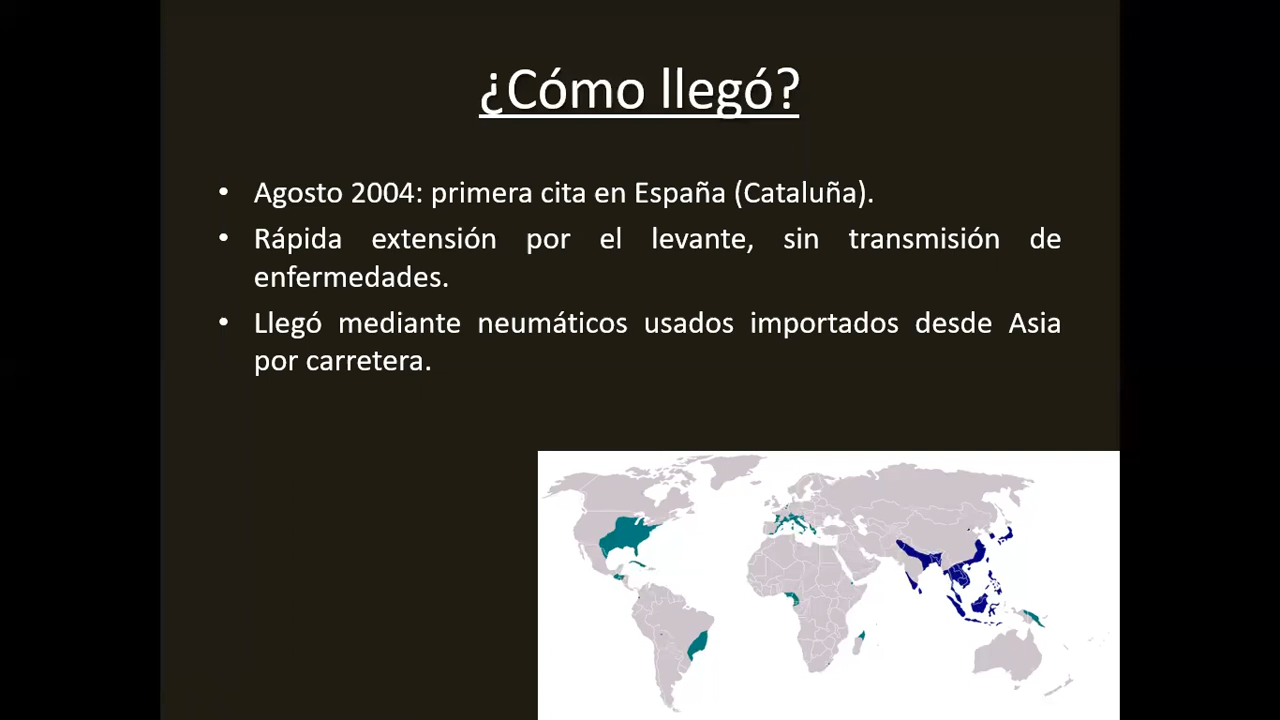 ¿Cómo llegó?
• Agosto 2004: primera cita en España (Cataluña).
• Rápida extensión por el levante, sin transmisión de
enfermedades.
• Llegó mediante neumáticos usados importados desde Asia
por carretera.